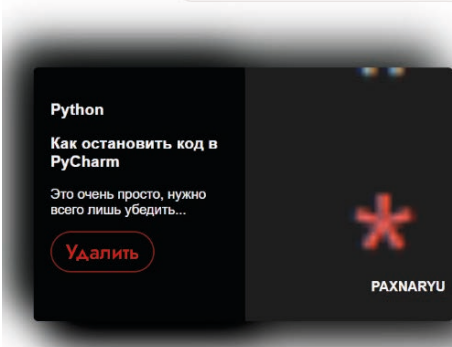 Python
Как остановить код в
PyCharm
Это очень просто, нужно
всего лишь убедить...
Удалить
*
PAXNARYU